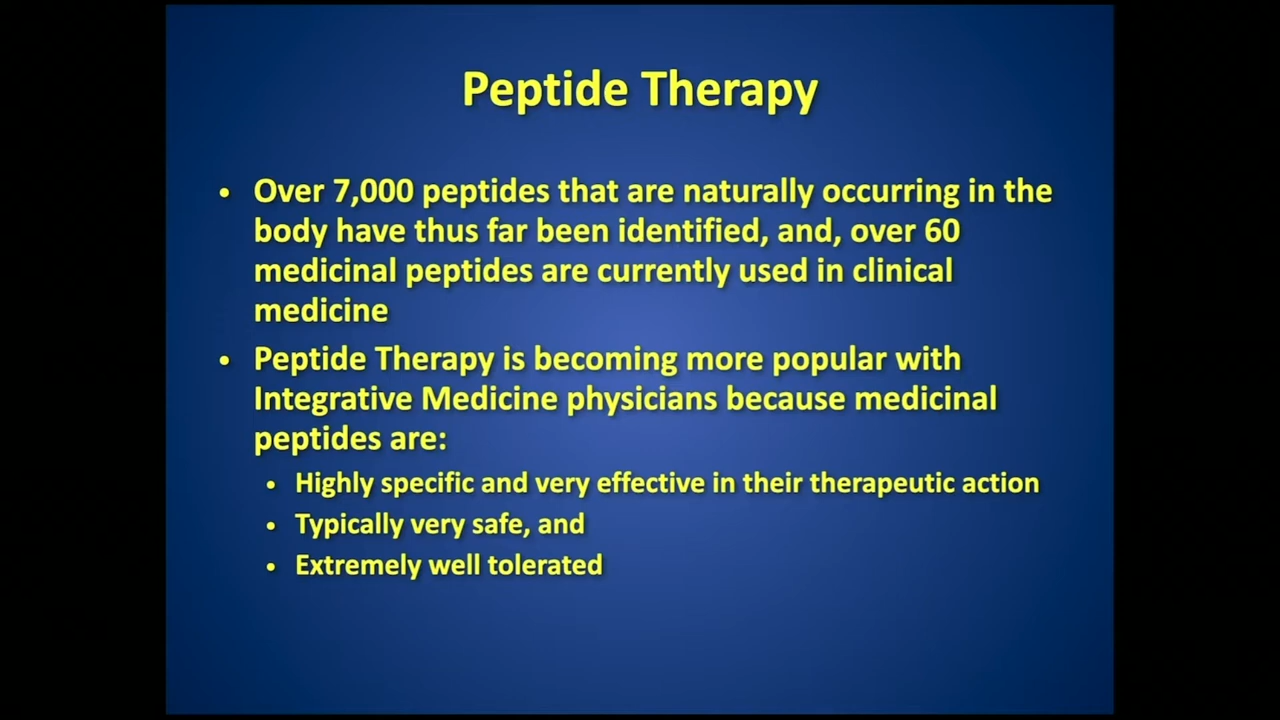 Peptide Therapy
• Over 7,000 peptides that are naturally occurring in the
body have thus far been identified, and, over 60
medicinal peptides are currently used in clinical
medicine
• Peptide Therapy is becoming more popular with
Integrative Medicine physicians because medicinal
peptides are:
• Highly specific and very effective in their therapeutic action
• Typically very safe, and
• Extremely well tolerated